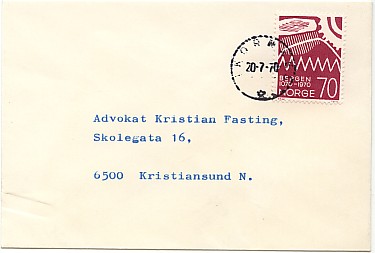 20-7-70
BERGEN
1070-1970
NORGE 70
Advokat Kristian Fasting,
Skolegata 16,
6500 Kristiansund N.